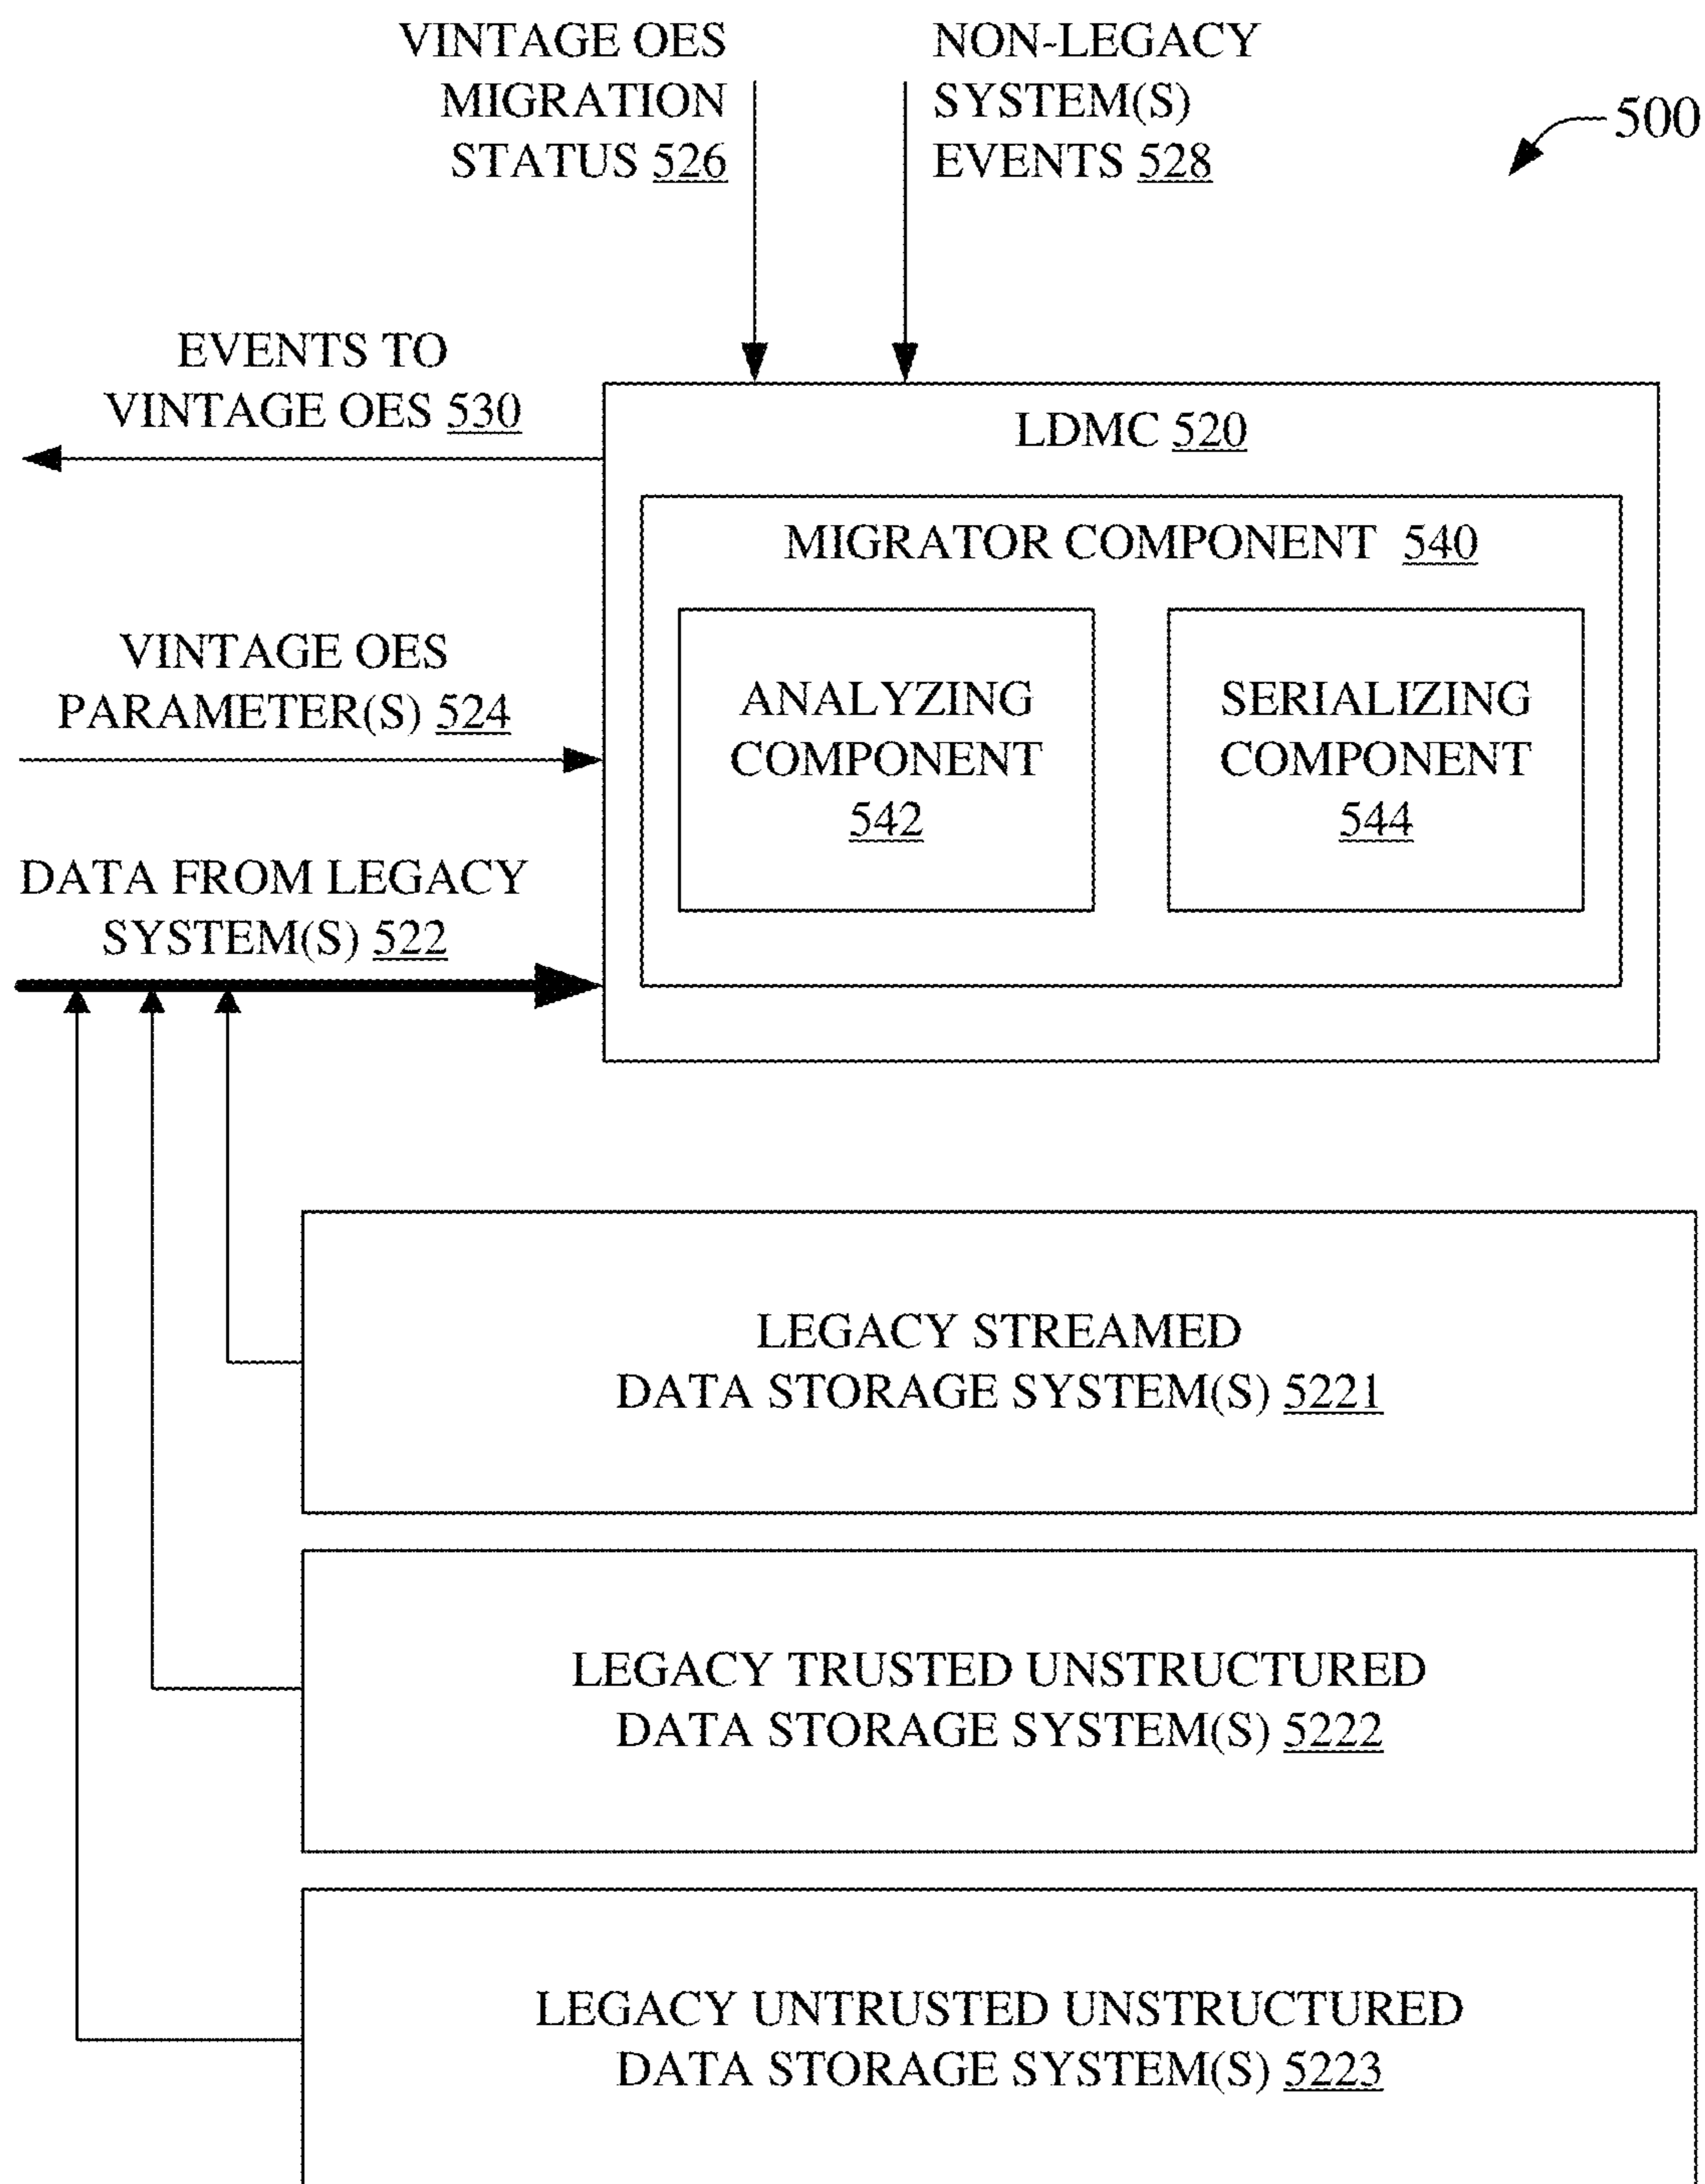 VINTAGE OES
MIGRATION
STATUS 526
NON-LEGACY
SYSTEM(S)
EVENTS 528
500
EVENTS TO
VINTAGE OES 530
LDMC 520
MIGRATOR COMPONENT 540
VINTAGE OES
PARAMETER(S) 524
ANALYZING
COMPONENT
542
SERIALIZING
COMPONENT
544
DATA FROM LEGACY
SYSTEM(S) 522
LEGACY STREAMED
DATA STORAGE SYSTEM(S) 5221
LEGACY TRUSTED UNSTRUCTURED
DATA STORAGE SYSTEM(S) 5222
LEGACY UNTRUSTED UNSTRUCTURED
DATA STORAGE SYSTEM(S) 5223